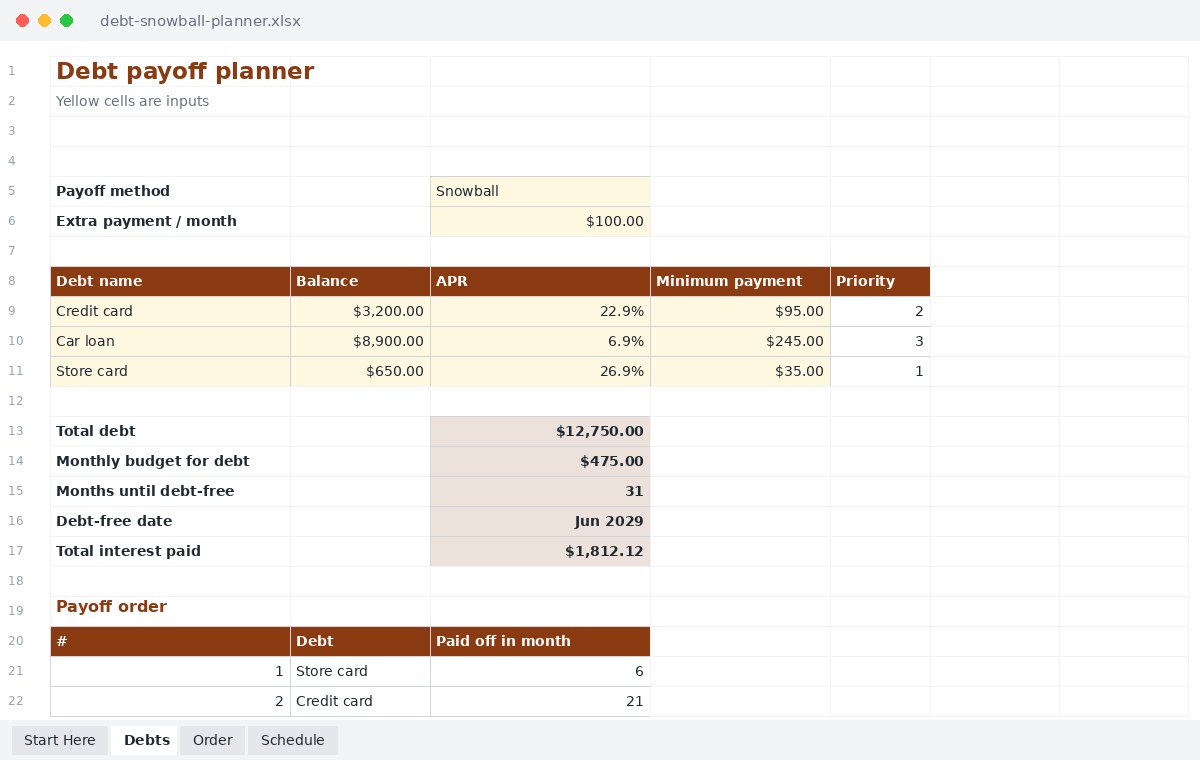 debt-snowball-planner.xlsx
1 Debt payoff planner
2 Yellow cells are inputs
3
4
5 Payoff method Snowball
6 Extra payment / month $100.00
7
8 Debt name Balance APR Minimum payment Priority
9 Credit card $3,200.00 22.9% $95.00 2
10 Car loan $8,900.00 6.9% $245.00 3
11 Store card $650.00 26.9% $35.00 1
12
13 Total debt $12,750.00
14 Monthly budget for debt $475.00
15 Months until debt-free 31
16 Debt-free date Jun 2029
17 Total interest paid $1,812.12
18
19 Payoff order
20 # Debt Paid off in month
21 1 Store card 6
22 2 Credit card 21
Start Here Debts Order Schedule